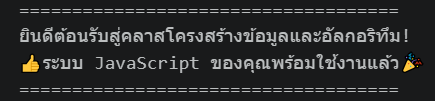 ====================================
ยินดีต้อนรับสู่คลาสโครงสร้างข้อมูลและอัลกอริทึม!
👍ระบบ JavaScript ของคุณพร้อมใช้งานแล้ว🎉
====================================